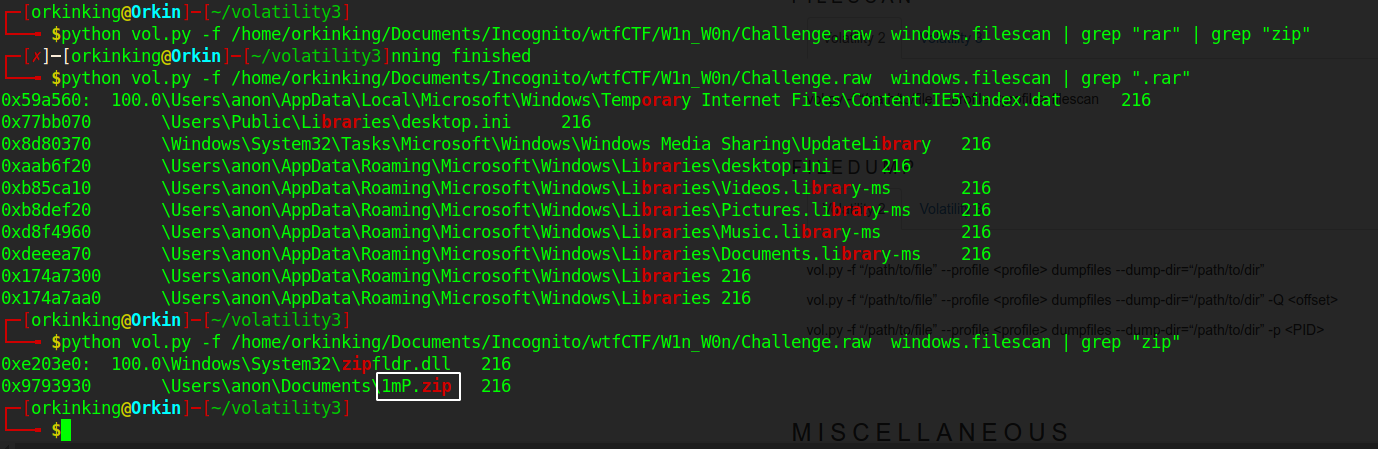 FILESCAN
┌─[orkinking@Orkin]─[~/volatility3]
└──╼ $python vol.py -f /home/orkinking/Documents/Incognito/wtfCTF/W1n_W0n/Challenge.raw  windows.filescan | grep "rar" | grep "zip"
┌─[✗]─[orkinking@Orkin]─[~/volatility3]nning finished
└──╼ $python vol.py -f /home/orkinking/Documents/Incognito/wtfCTF/W1n_W0n/Challenge.raw  windows.filescan | grep ".rar"
0x59a560:  100.0\Users\anon\AppData\Local\Microsoft\Windows\Temporary Internet Files\Content.IE5\index.dat      216
0x77bb070       \Users\Public\Libraries\desktop.ini     216
0x8d80370       \Windows\System32\Tasks\Microsoft\Windows\Windows Media Sharing\UpdateLibrary   216
0xaab6f20       \Users\anon\AppData\Roaming\Microsoft\Windows\Libraries\desktop.ini     216
0xb85ca10       \Users\anon\AppData\Roaming\Microsoft\Windows\Libraries\Videos.library-ms       216
0xb8def20       \Users\anon\AppData\Roaming\Microsoft\Windows\Libraries\Pictures.library-ms     216
0xd8f4960       \Users\anon\AppData\Roaming\Microsoft\Windows\Libraries\Music.library-ms        216
0xdeeea70       \Users\anon\AppData\Roaming\Microsoft\Windows\Libraries\Documents.library-ms    216
0x174a7300      \Users\anon\AppData\Roaming\Microsoft\Windows\Libraries 216
vol.py -f “/path/to/file” --profile <profile> dumpfiles --dump-dir=“/path/to/dir”
0x174a7aa0      \Users\anon\AppData\Roaming\Microsoft\Windows\Libraries 216
vol.py -f “/path/to/file” --profile <profile> dumpfiles --dump-dir=“/path/to/dir” -Q <offset>
┌─[orkinking@Orkin]─[~/volatility3]
vol.py -f “/path/to/file” --profile <profile> dumpfiles --dump-dir=“/path/to/dir” -p <PID>
└──╼ $python vol.py -f /home/orkinking/Documents/Incognito/wtfCTF/W1n_W0n/Challenge.raw  windows.filescan | grep "zip"
0xe203e0:  100.0\Windows\System32\zipfldr.dll   216
0x9793930       \Users\anon\Documents\1mP.zip   216
┌─[orkinking@Orkin]─[~/volatility3]
└──╼ $
MISCELLANEOUS